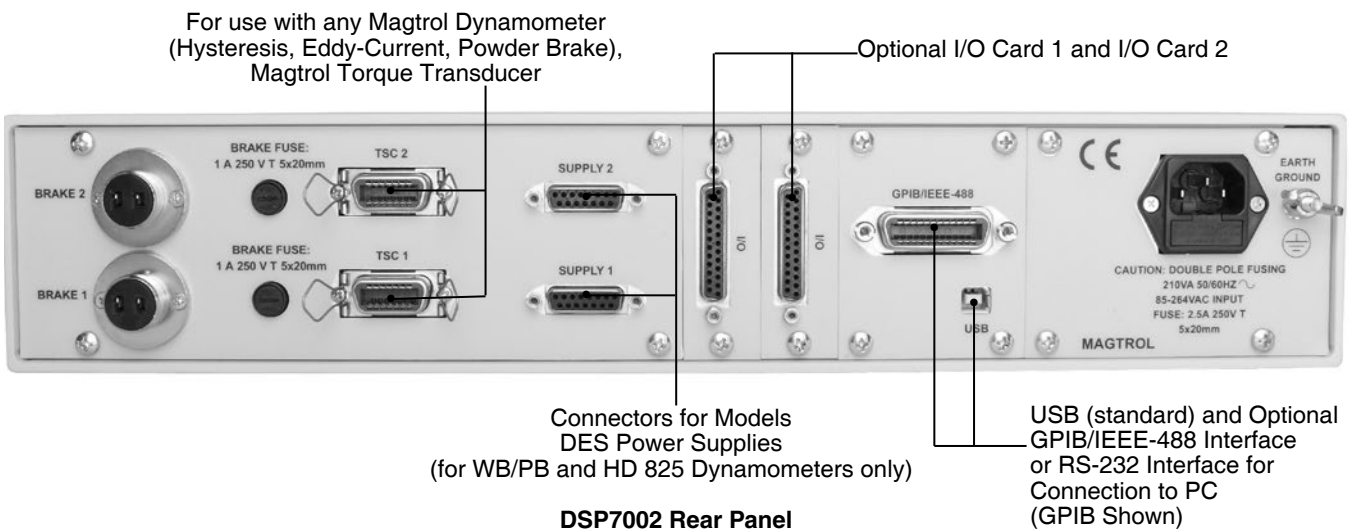 For use with any Magtrol Dynamometer
(Hysteresis, Eddy-Current, Powder Brake),
Magtrol Torque Transducer
Optional I/O Card 1 and I/O Card 2
BRAKE 2
BRAKE FUSE:
1 A 250 V T 5x20mm
TSC 2
SUPPLY 2
I/O
I/O
GPIB/IEEE-488
CE
EARTH
GROUND
BRAKE 1
BRAKE FUSE:
1 A 250 V T 5x20mm
TSC 1
SUPPLY 1
USB
CAUTION: DOUBLE POLE FUSING
210VA 50/60HZ
85-264VAC INPUT
FUSE: 2.5A 250V T
5x20mm
MAGTROL
Connectors for Models
DES Power Supplies
(for WB/PB and HD 825 Dynamometers only)
USB (standard) and Optional
GPIB/IEEE-488 Interface
or RS-232 Interface for
Connection to PC
(GPIB Shown)
DSP7002 Rear Panel